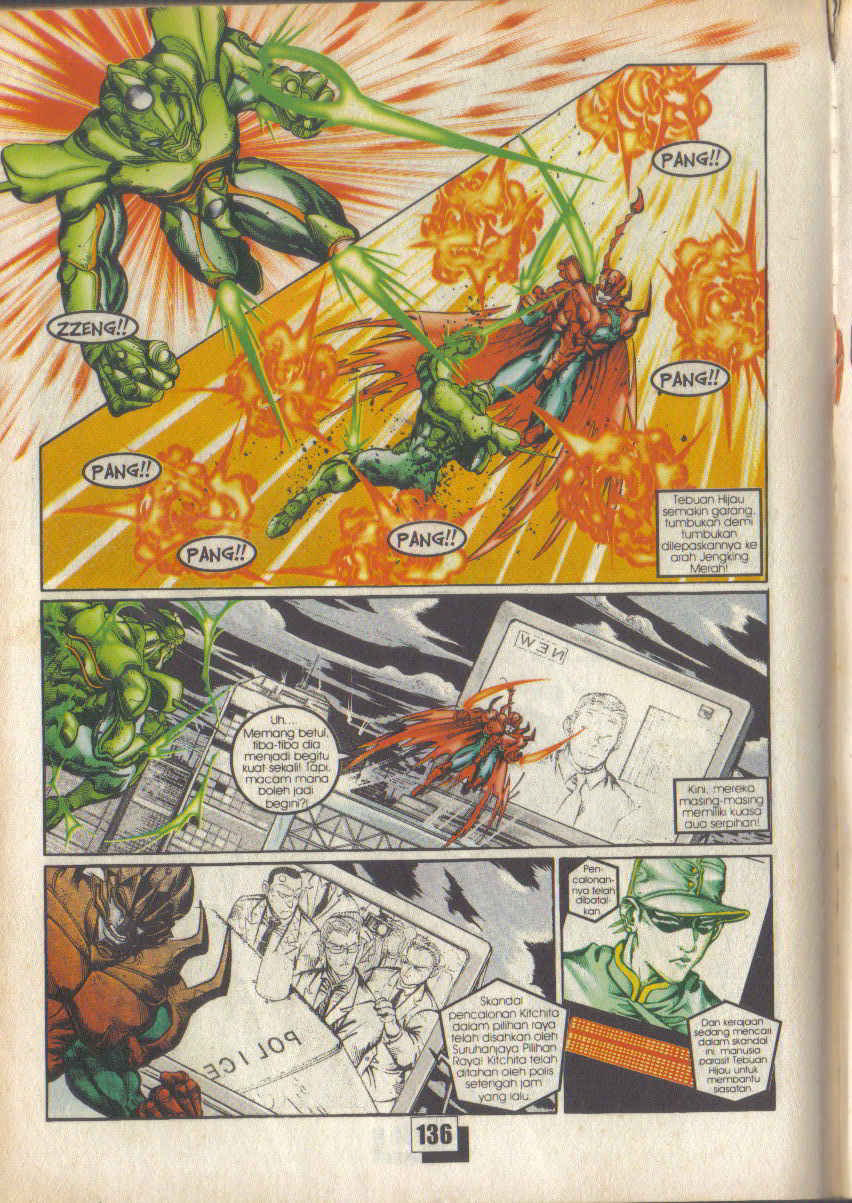 PANG!!
ZZENG!!
PANG!!
PANG!!
PANG!!
PANG!!
Tebuan Hijau
semakin garang,
tumbukan demi
tumbukan
dilepaskannya ke
arah Jengking
Merah!
NEW
Uh....
Memang betul,
tiba-tiba dia
menjadi begitu
kuat sekali! Tapi,
macam mana
boleh jadi
begini?!
Kini, mereka
masing-masing
memiliki kuasa
dua serpihan!
POLICE
Skandal
pencalonan Kitchita
dalam pilihan raya
telah disahkan oleh
Suruhanjaya Pilihan
Raya! Kitchita telah
ditahan oleh polis
setengah jam
yang lalu.
Pen-
calonan-
nya telah
dibatal-
kan.
Dan kerajaan
sedang mencari
dalam skandal
ini, manusia
parasit Tebuan
Hijau untuk
membantu
siasatan.
136